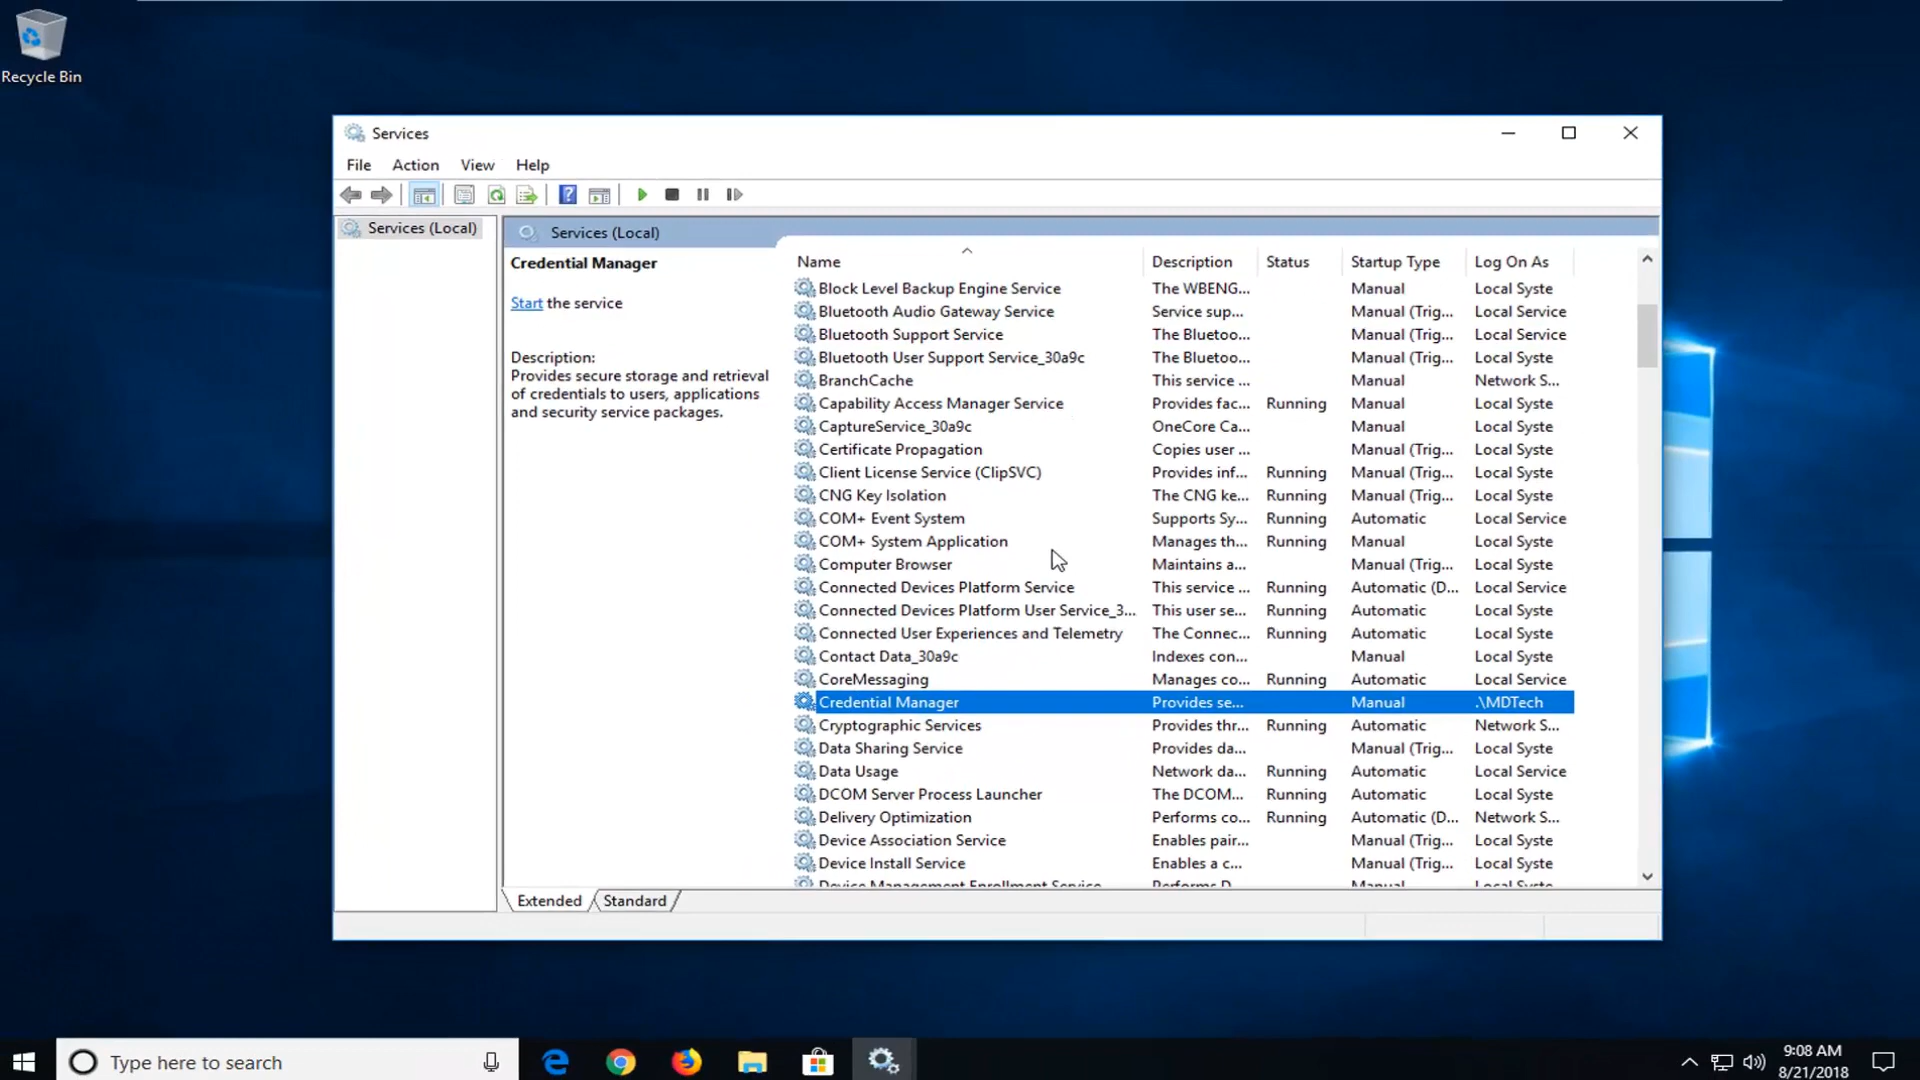 Recycle Bin
Services
File Action View Help
Services (Local)
Services (Local)
Credential Manager
Start the service
Description:
Provides secure storage and retrieval
of credentials to users, applications
and security service packages.
Name Description Status Startup Type Log On As
Block Level Backup Engine Service The WBENG... Manual Local Syste
Bluetooth Audio Gateway Service Service sup... Manual (Trig... Local Service
Bluetooth Support Service The Bluetoo... Manual (Trig... Local Service
Bluetooth User Support Service_30a9c The Bluetoo... Manual (Trig... Local Syste
BranchCache This service ... Manual Network S...
Capability Access Manager Service Provides fac... Running Manual Local Syste
CaptureService_30a9c OneCore Ca... Manual Local Syste
Certificate Propagation Copies user ... Manual (Trig... Local Syste
Client License Service (ClipSVC) Provides inf... Running Manual (Trig... Local Syste
CNG Key Isolation The CNG ke... Running Manual (Trig... Local Syste
COM+ Event System Supports Sy... Running Automatic Local Service
COM+ System Application Manages th... Running Manual Local Syste
Computer Browser Maintains a... Manual (Trig... Local Syste
Connected Devices Platform Service This service ... Running Automatic (D... Local Service
Connected Devices Platform User Service_3... This user se... Running Automatic Local Syste
Connected User Experiences and Telemetry The Connec... Running Automatic Local Syste
Contact Data_30a9c Indexes con... Manual Local Syste
CoreMessaging Manages co... Running Automatic Local Service
Credential Manager Provides se... Manual .\MDTech
Cryptographic Services Provides thr... Running Automatic Network S...
Data Sharing Service Provides da... Manual (Trig... Local Syste
Data Usage Network da... Running Automatic Local Service
DCOM Server Process Launcher The DCOM... Running Automatic Local Syste
Delivery Optimization Performs co... Running Automatic (D... Network S...
Device Association Service Enables pair... Manual (Trig... Local Syste
Device Install Service Enables a c... Manual (Trig... Local Syste
Device Management Enrollment Service Performs D... Manual Local Syste
Extended Standard
Type here to search
9:08 AM
8/21/2018